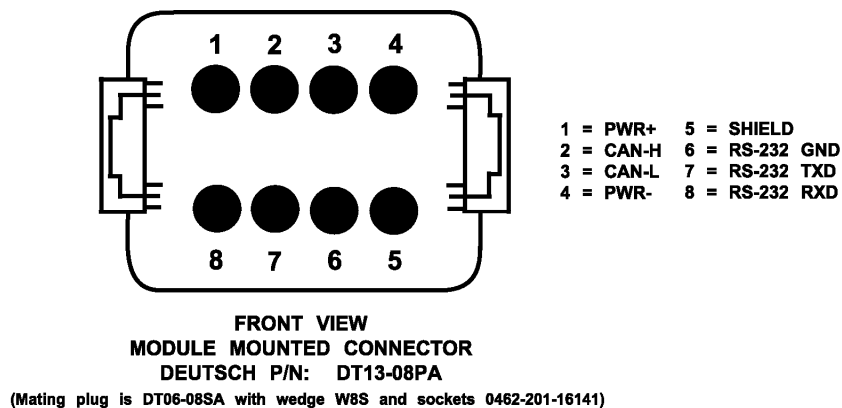 1 2 3 4
8 7 6 5
1 = PWR+ 5 = SHIELD
2 = CAN-H 6 = RS-232 GND
3 = CAN-L 7 = RS-232 TXD
4 = PWR- 8 = RS-232 RXD
FRONT VIEW
MODULE MOUNTED CONNECTOR
DEUTSCH P/N: DT13-08PA
(Mating plug is DT06-08SA with wedge W8S and sockets 0462-201-16141)